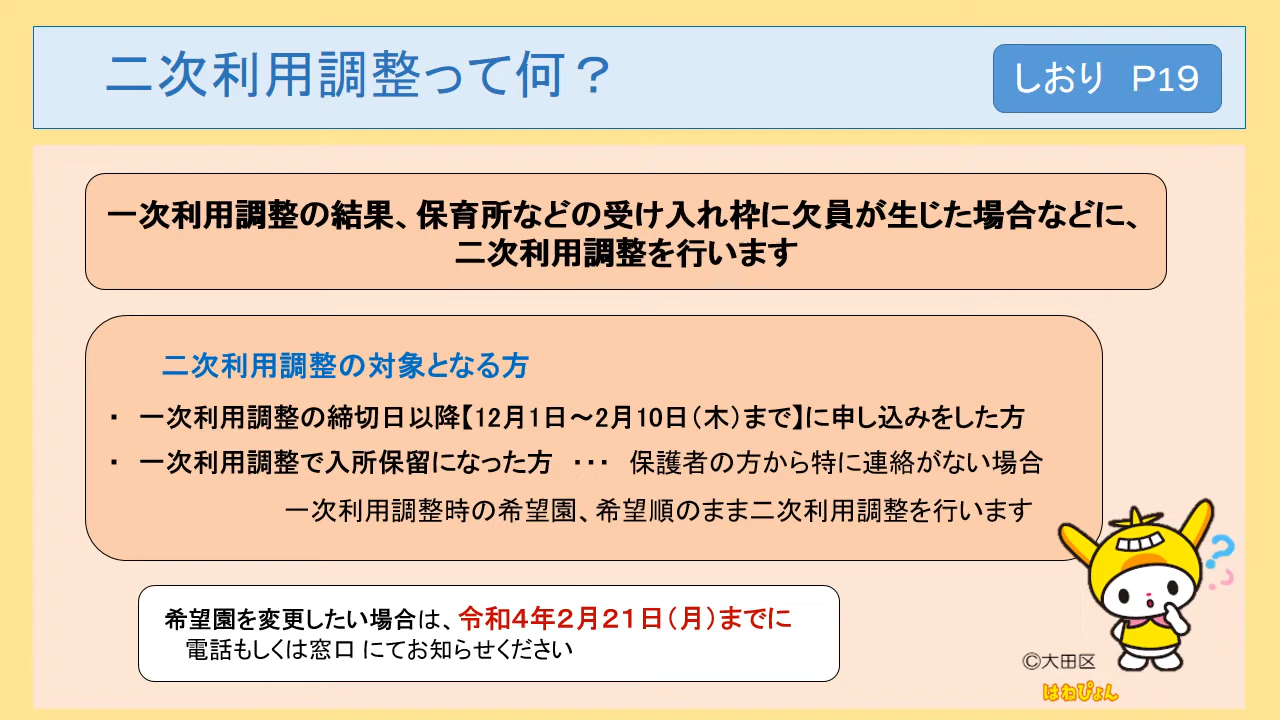 二次利用調整って何？
しおり　P19
一次利用調整の結果、保育所などの受け入れ枠に欠員が生じた場合などに、
二次利用調整を行います
二次利用調整の対象となる方
・　一次利用調整の締切日以降【12月1日～2月10日（木）まで】に申し込みをした方
・　一次利用調整で入所保留になった方　・・・　保護者の方から特に連絡がない場合
一次利用調整時の希望園、希望順のまま二次利用調整を行います
希望園を変更したい場合は、令和４年２月２１日（月）までに
電話もしくは窓口 にてお知らせください
©大田区
はねぴょん